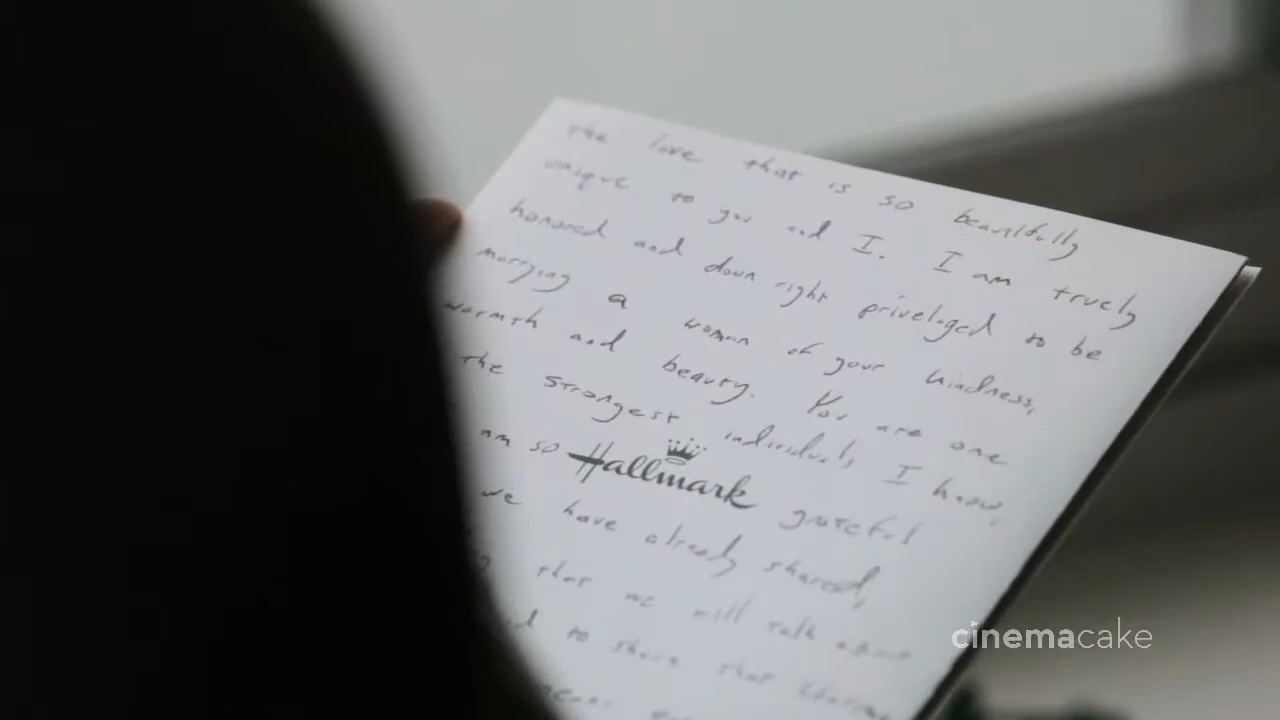 The love that is so beautifully
unique to you and I. I am truely
honored and down right priveloged to be
marrying a woman of your kindness,
warmth and beauty. You are one
the strongest individuals I know,
am so Hallmark grateful
we have already shared,
that we will talk about
to share that
cinemacake